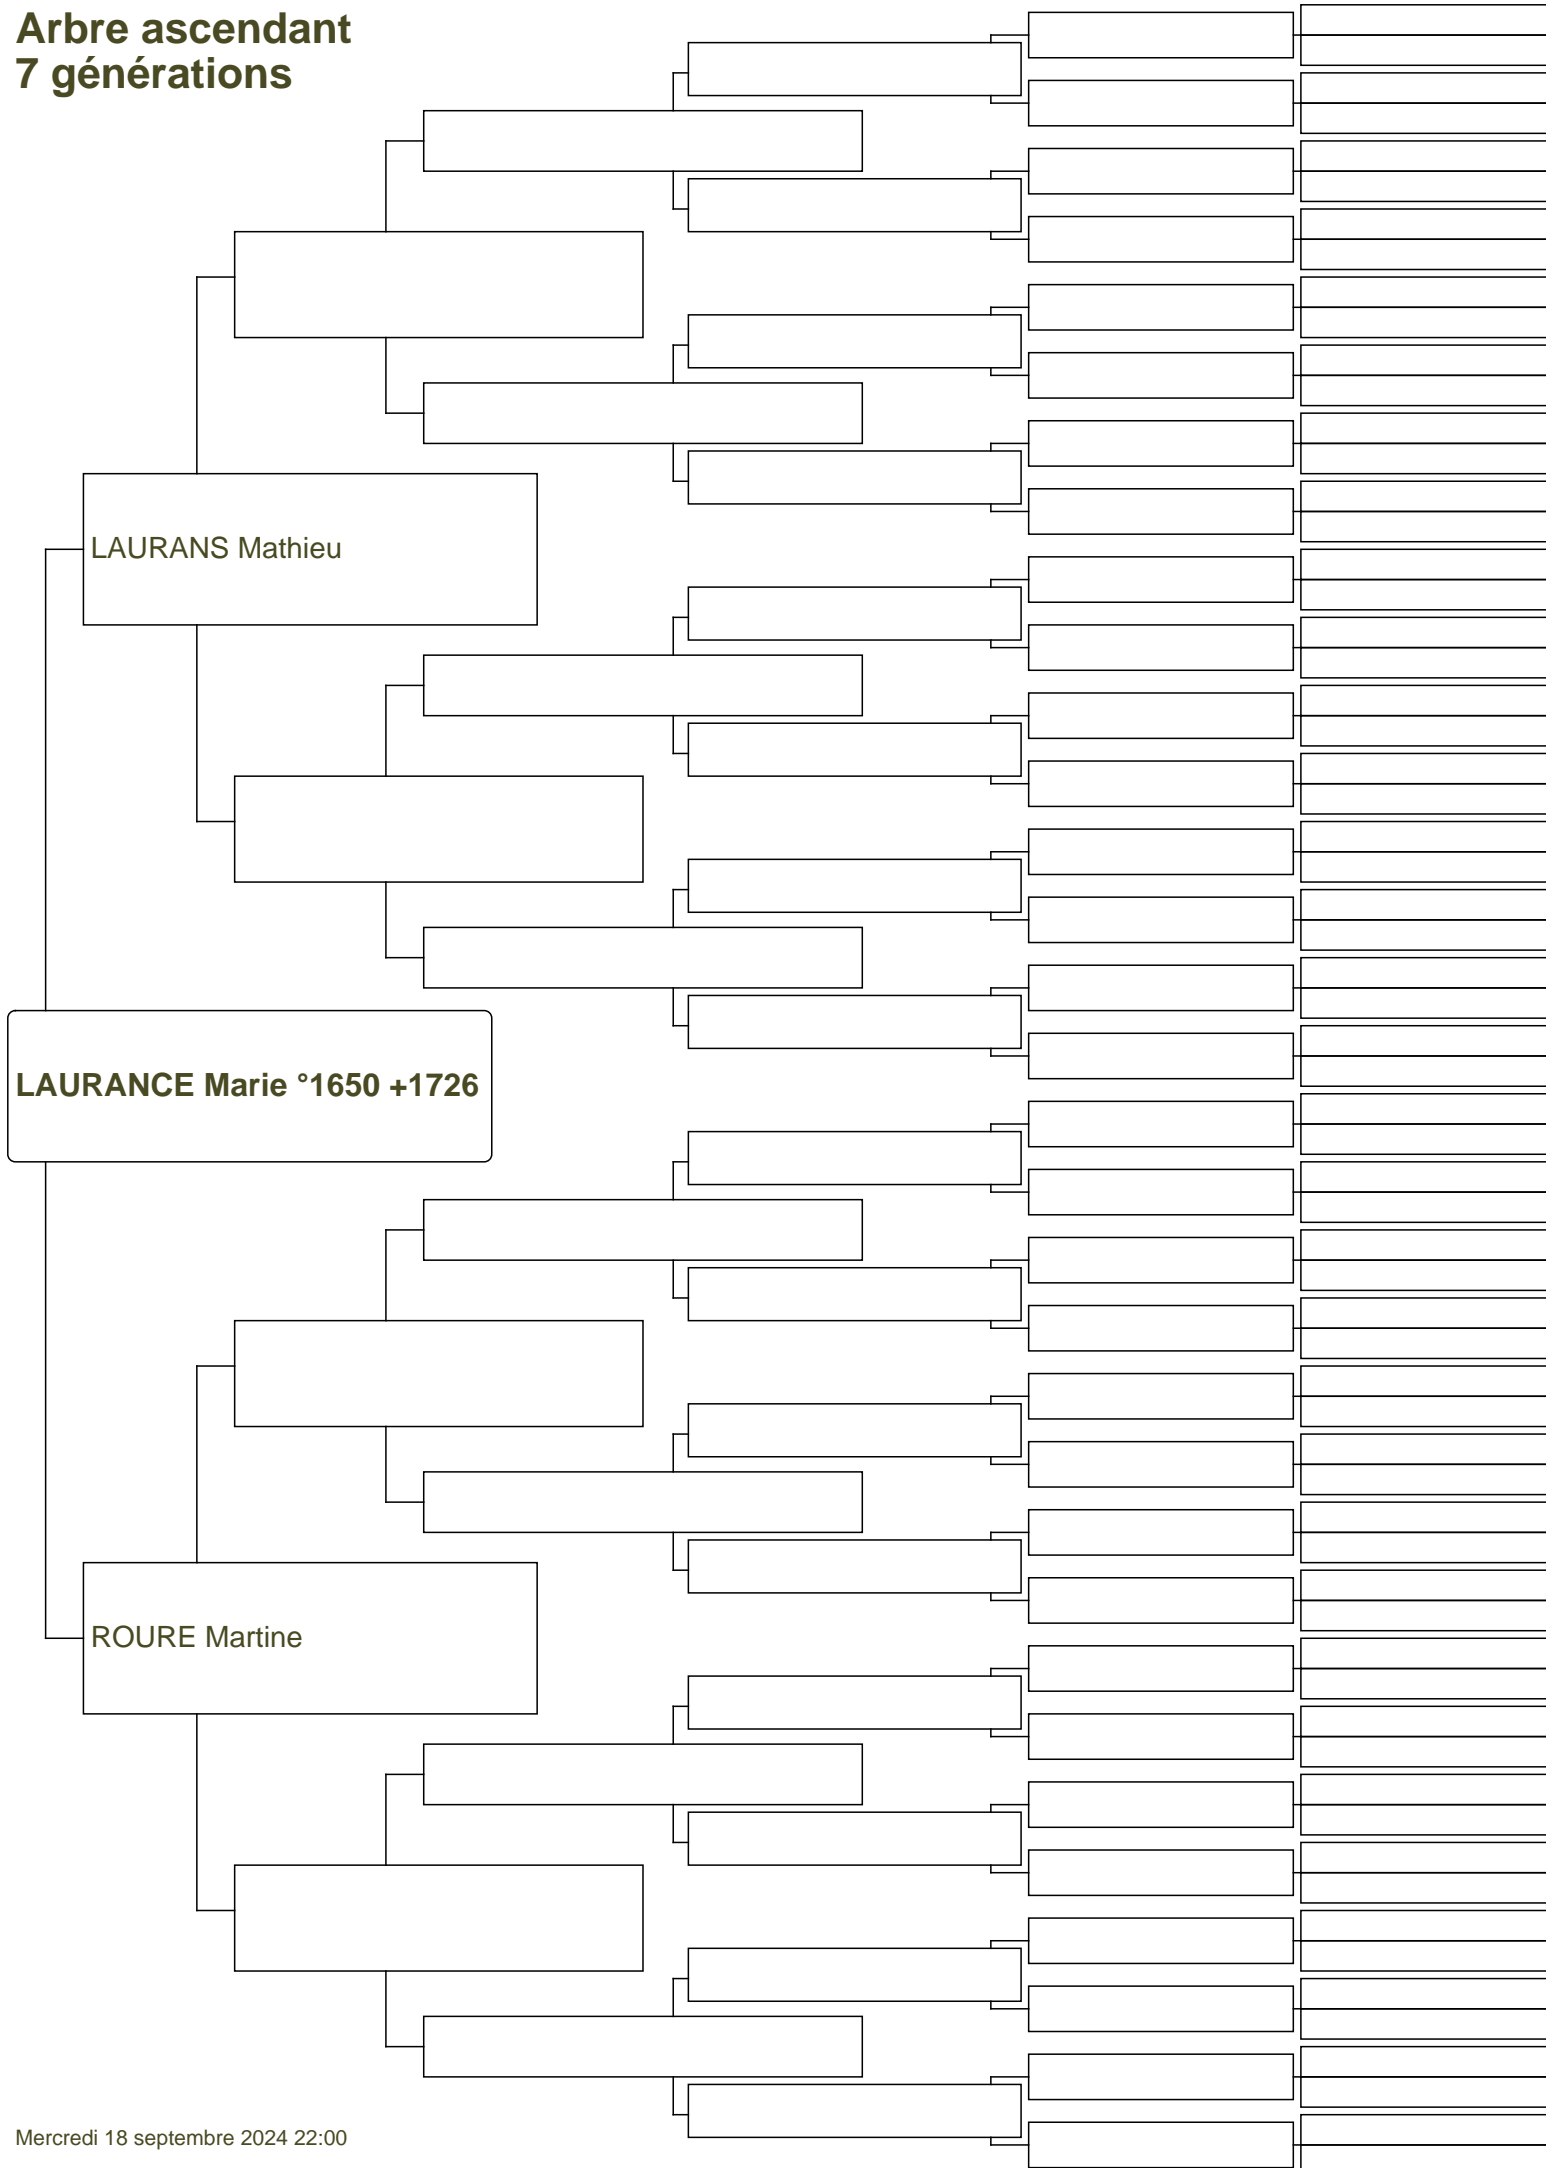 Arbre ascendant
7 générations
LAURANS Mathieu
LAURANCE Marie °1650 +1726
ROURE Martine
Mercredi 18 septembre 2024 22:00